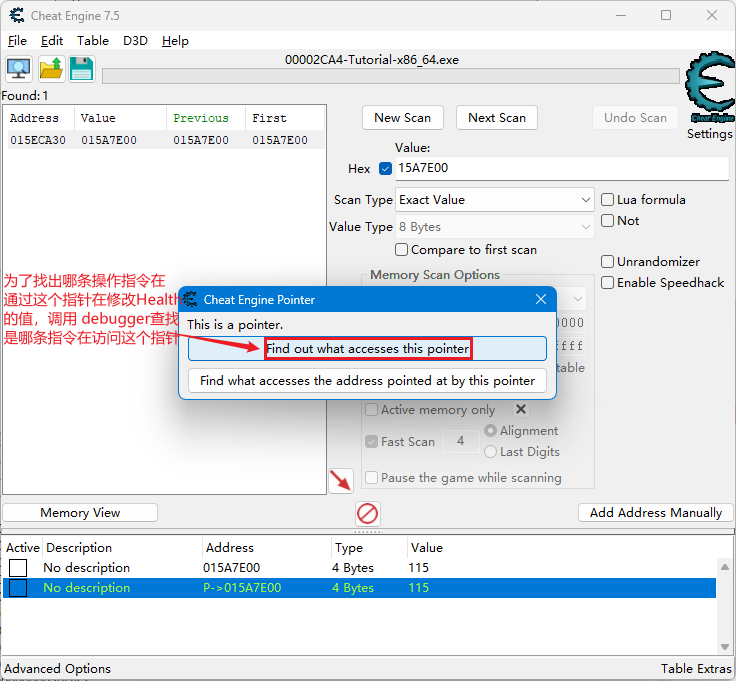 Cheat Engine 7.5
File Edit Table D3D Help
00002CA4-Tutorial-x86_64.exe
Found: 1
Address Value Previous First
015ECA30 015A7E00 015A7E00 015A7E00
New Scan Next Scan Undo Scan
Cheat Engine
Settings
Value:
Hex 15A7E00
Scan Type Exact Value Lua formula
Value Type 8 Bytes Not
Compare to first scan
Unrandomizer
Memory Scan Options
Enable Speedhack
为了找出哪条操作指令在
通过这个指针在修改Health
的值，调用 debugger查找
是哪条指令在访问这个指针
Cheat Engine Pointer
This is a pointer.
Find out what accesses this pointer
Find what accesses the address pointed at by this pointer
Active memory only
Fast Scan 4 Alignment
Last Digits
Pause the game while scanning
Memory View Add Address Manually
Active Description Address Type Value
No description 015A7E00 4 Bytes 115
No description P->015A7E00 4 Bytes 115
Advanced Options Table Extras